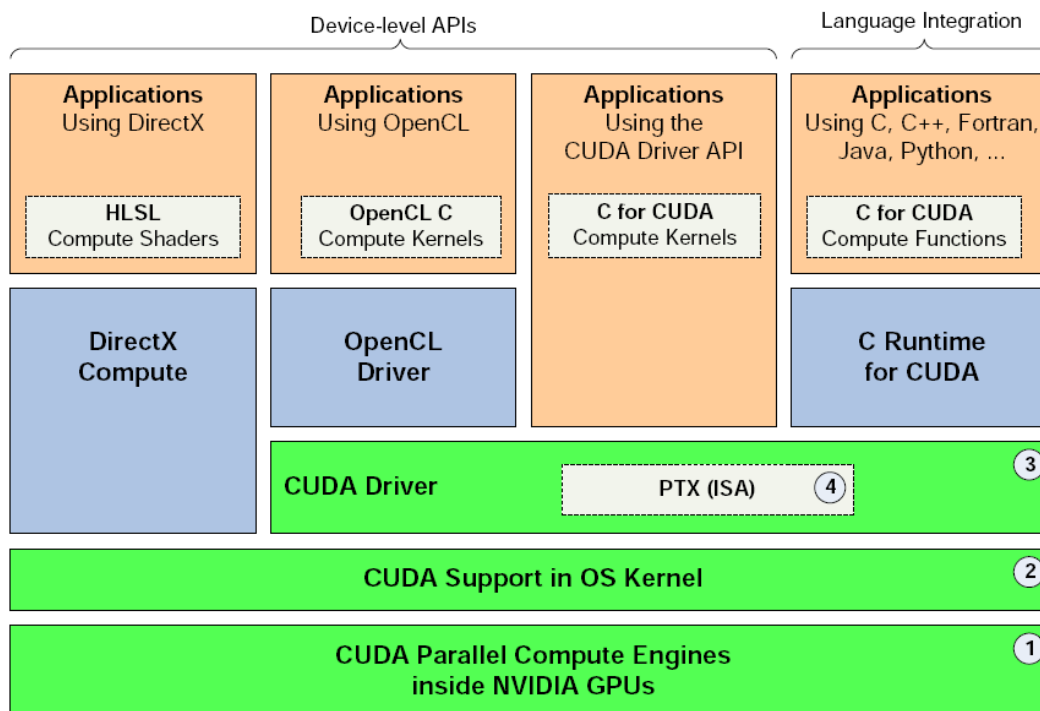 Device-level APIs
Language Integration
Applications
Using DirectX
HLSL
Compute Shaders
Applications
Using OpenCL
OpenCL C
Compute Kernels
Applications
Using the
CUDA Driver API
C for CUDA
Compute Kernels
Applications
Using C, C++, Fortran,
Java, Python, ...
C for CUDA
Compute Functions
DirectX
Compute
OpenCL
Driver
C Runtime
for CUDA
3
CUDA Driver
PTX (ISA)
4
CUDA Support in OS Kernel
2
CUDA Parallel Compute Engines
inside NVIDIA GPUs
1